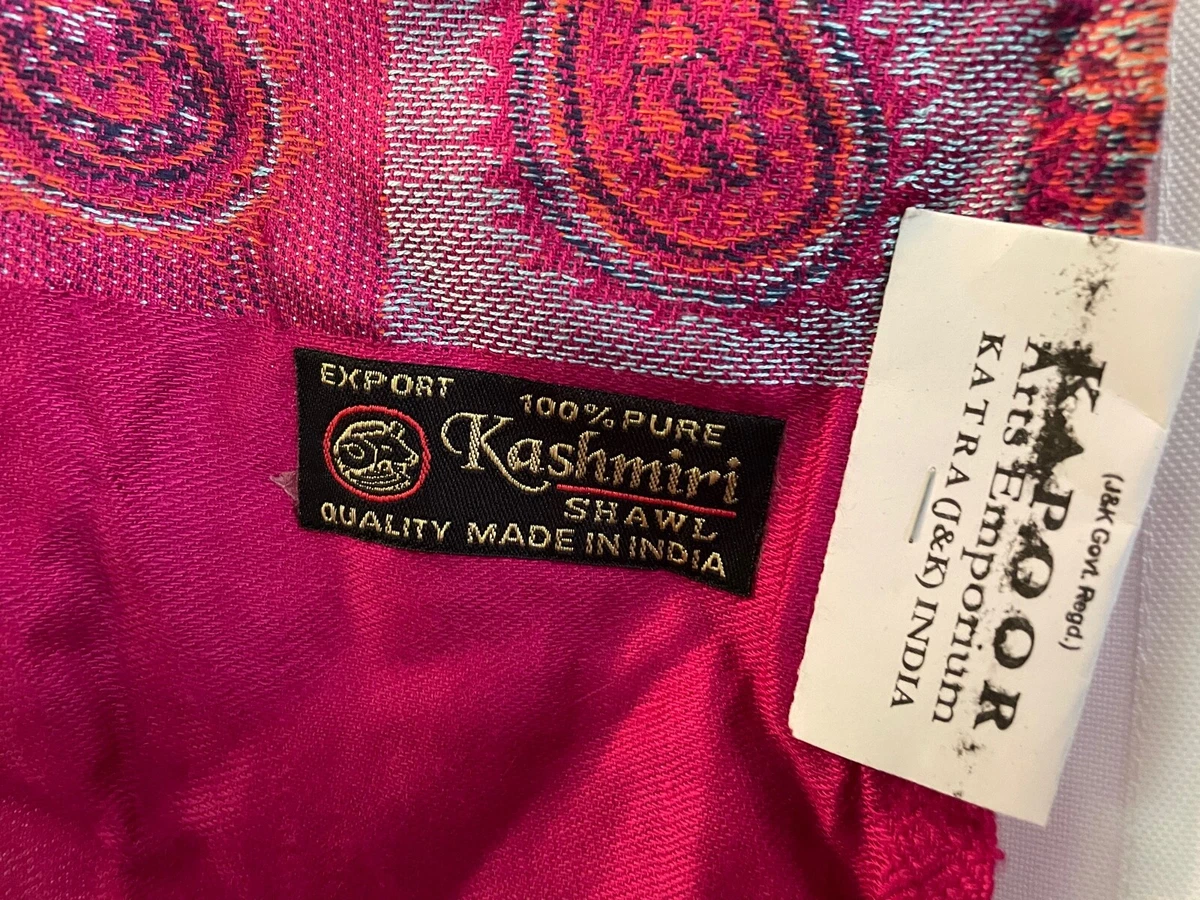 EXPORT
100% PURE
Kashmiri
SHAWL
QUALITY MADE IN INDIA
(J&K Govt. Regd.)
KAPOOR
Arts Emporium
KATRA (J&K) INDIA